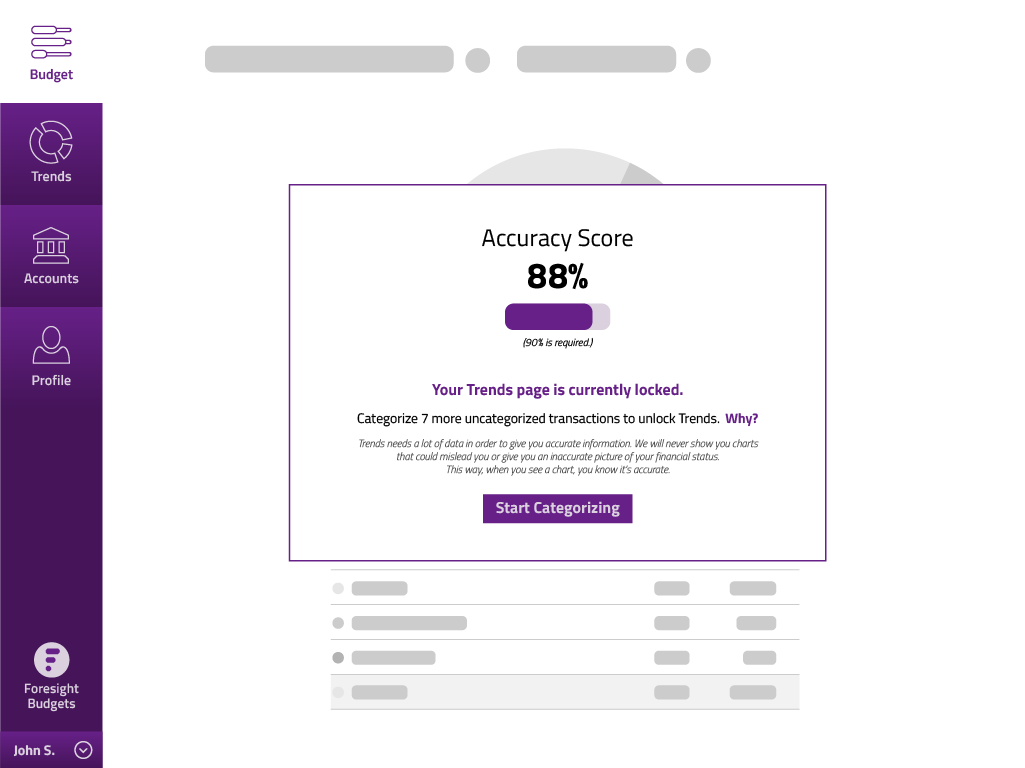 Budget
Trends
Accounts
Profile
Foresight
Budgets
John S.
Accuracy Score
88%
(90% is required.)
Your Trends page is currently locked.
Categorize 7 more uncategorized transactions to unlock Trends. Why?
Trends needs a lot of data in order to give you accurate information. We will never show you charts
that could mislead you or give you an inaccurate picture of your financial status.
This way, when you see a chart, you know it's accurate.
Start Categorizing